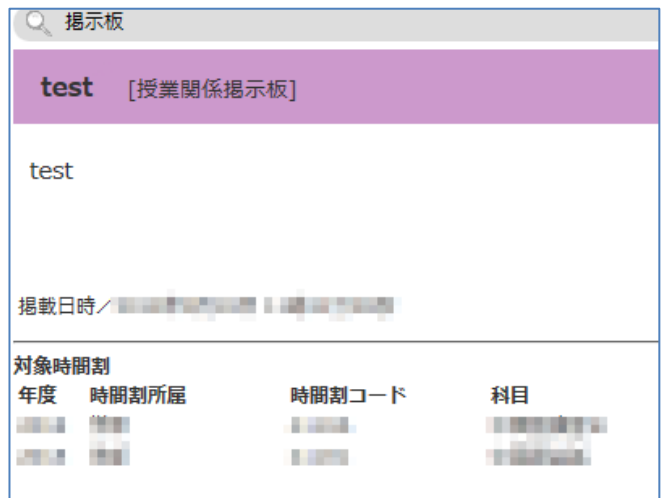 掲示板
test [授業関係掲示板]
test
掲載日時／
対象時間割
年度 時間割所属 時間割コード 科目